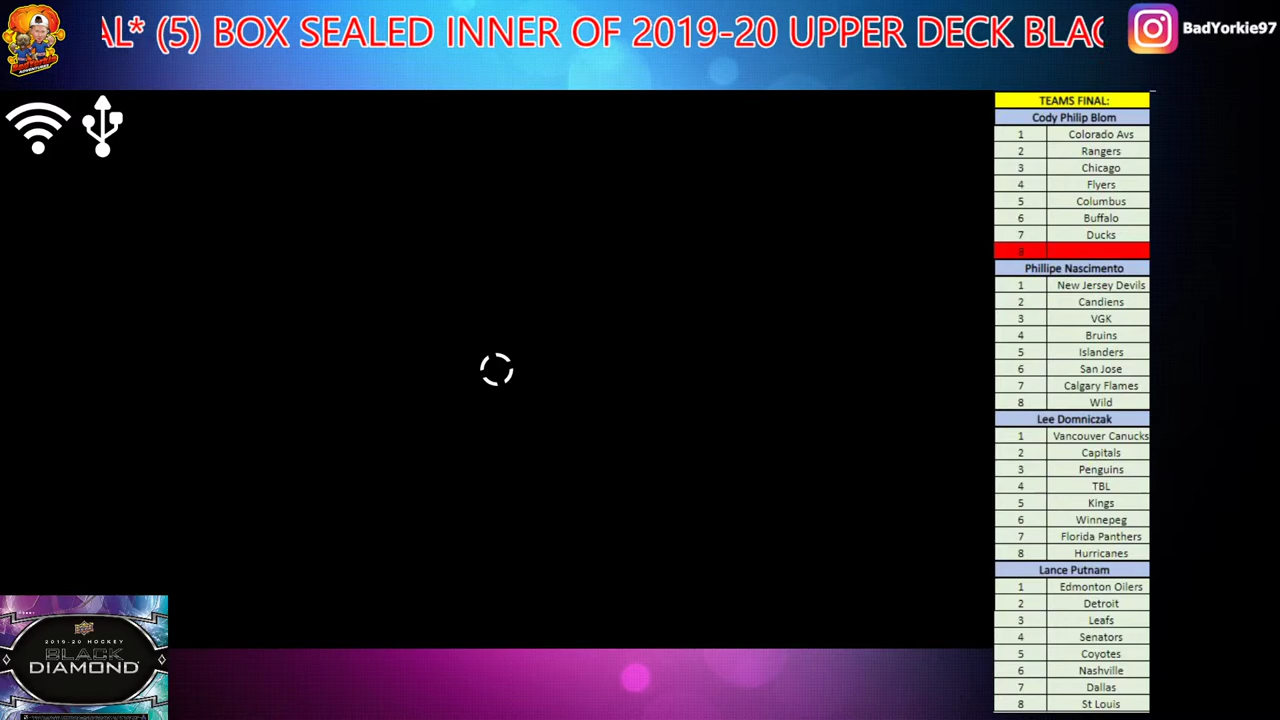 AL* (5) BOX SEALED INNER OF 2019-20 UPPER DECK BLAC
BadYorkie97
TEAMS FINAL:
Cody Philip Blom
1 Colorado Avs
2 Rangers
3 Chicago
4 Flyers
5 Columbus
6 Buffalo
7 Ducks
8
Phillipe Nascimento
1 New Jersey Devils
2 Candiens
3 VGK
4 Bruins
5 Islanders
6 San Jose
7 Calgary Flames
8 Wild
Lee Domniczak
1 Vancouver Canucks
2 Capitals
3 Penguins
4 TBL
5 Kings
6 Winnepeg
7 Florida Panthers
8 Hurricanes
Lance Putnam
1 Edmonton Oilers
2 Detroit
3 Leafs
4 Senators
5 Coyotes
6 Nashville
7 Dallas
8 St Louis
2019-20 HOCKEY
BLACK
DIAMOND